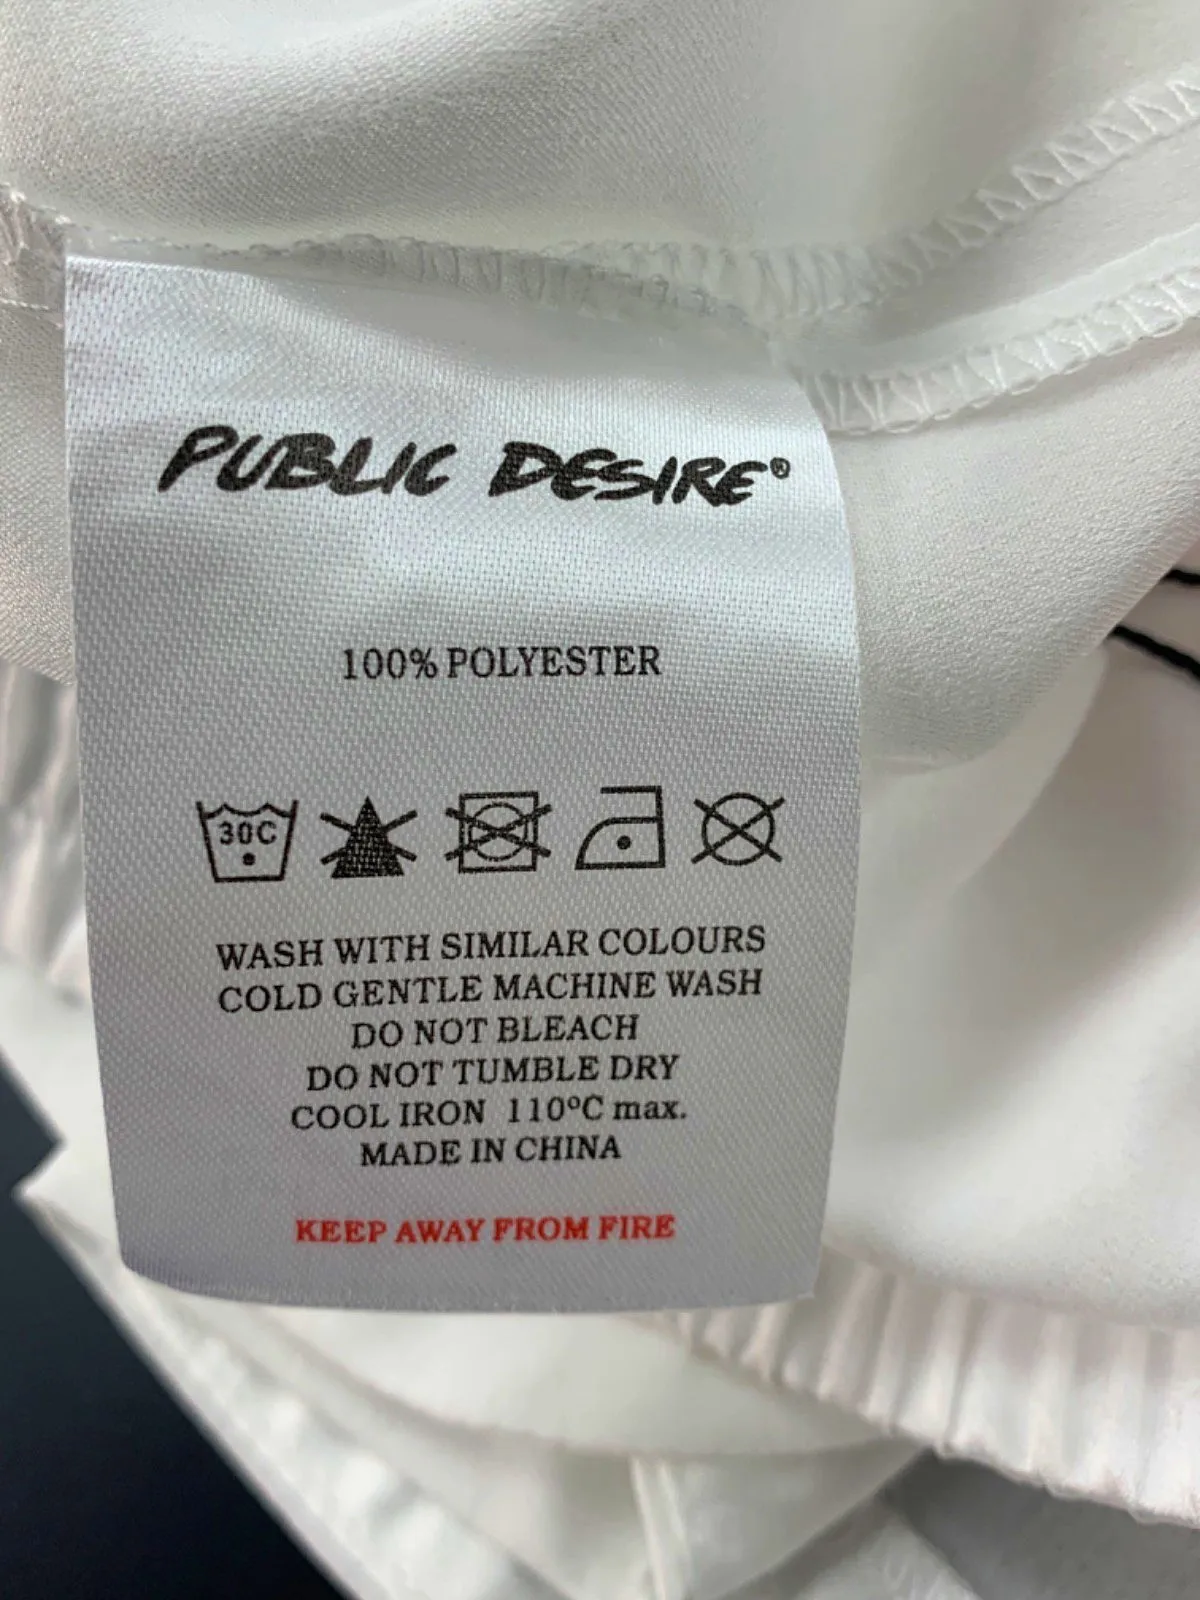 PUBLIC DESIRE®
100% POLYESTER
30C
WASH WITH SIMILAR COLOURS
COLD GENTLE MACHINE WASH
DO NOT BLEACH
DO NOT TUMBLE DRY
COOL IRON 110ºC max.
MADE IN CHINA
KEEP AWAY FROM FIRE